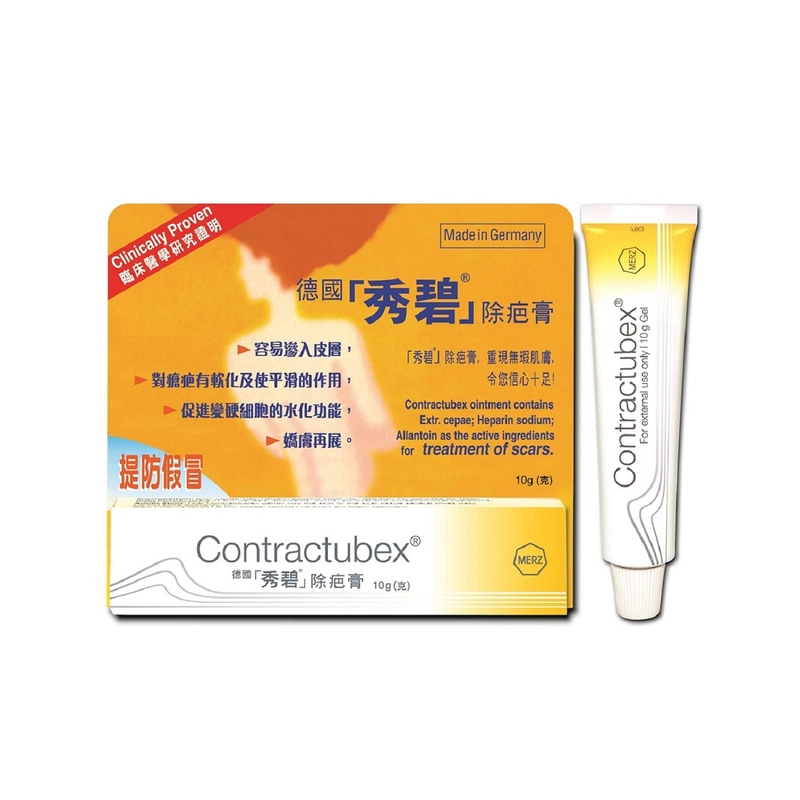 Clinically Proven
臨床醫學研究證明
Made in Germany
德國「秀碧®」除疤膏
▶容易滲入皮層，
▶對瘡疤有軟化及使平滑的作用，
▶促進變硬細胞的水化功能，
▶嬌膚再展。
「秀碧®」除疤膏，重現無瑕肌膚，
令您信心十足！
Contractubex ointment contains
Extr. cepae; Heparin sodium;
Allantoin as the active ingredients
for treatment of scars.
10g (克)
提防假冒
Contractubex®
德國「秀碧®」除疤膏 10g (克)
MERZ
MERZ
Contractubex®
For external use only | 10 g Gel